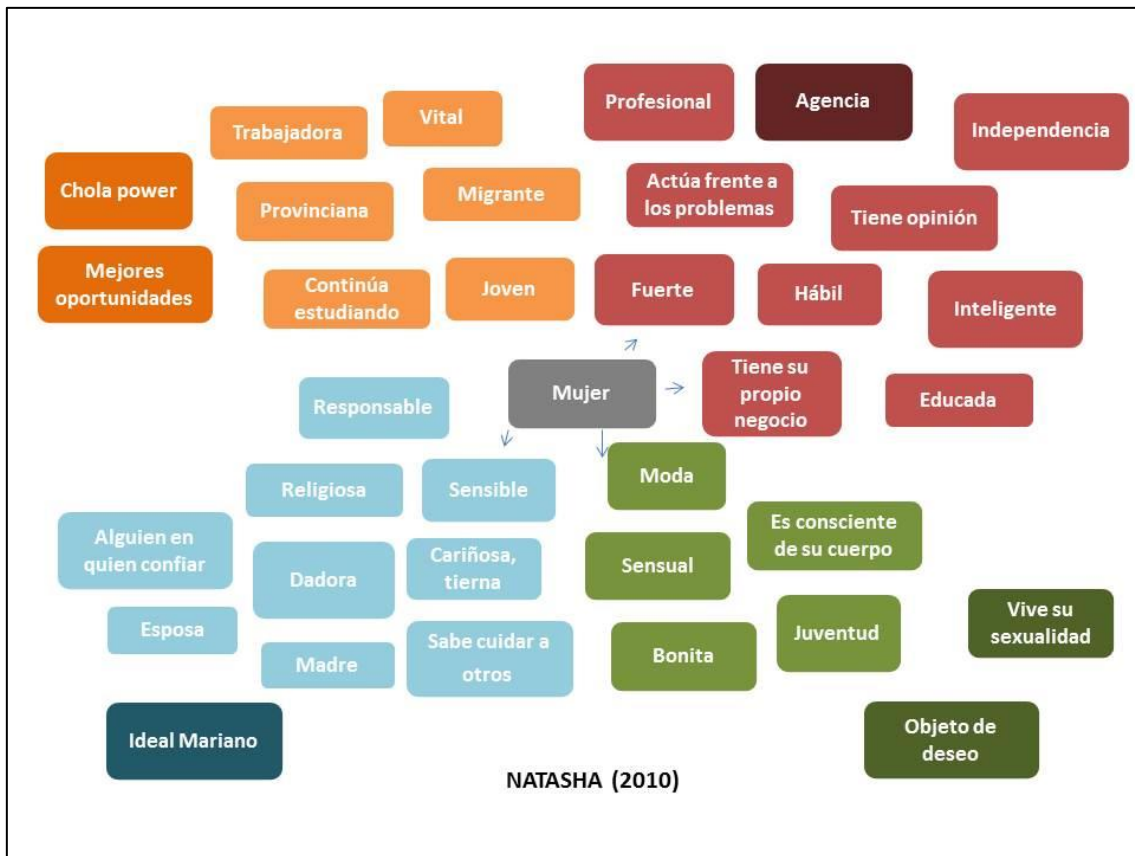 Profesional
Agencia
Vital
Independencia
Trabajadora
Chola power
Migrante
Actúa frente a
los problemas
Provinciana
Tiene opinión
Mejores
oportunidades
Continúa
estudiando
Joven
Fuerte
Hábil
Inteligente
Mujer
Tiene su
propio
negocio
Educada
Responsable
Religiosa
Sensible
Moda
Alguien en
quien confiar
Es consciente
de su cuerpo
Dadora
Cariñosa,
tierna
Sensual
Esposa
Vive su
sexualidad
Madre
Sabe cuidar a
otros
Bonita
Juventud
Ideal Mariano
Objeto de
deseo
NATASHA (2010)